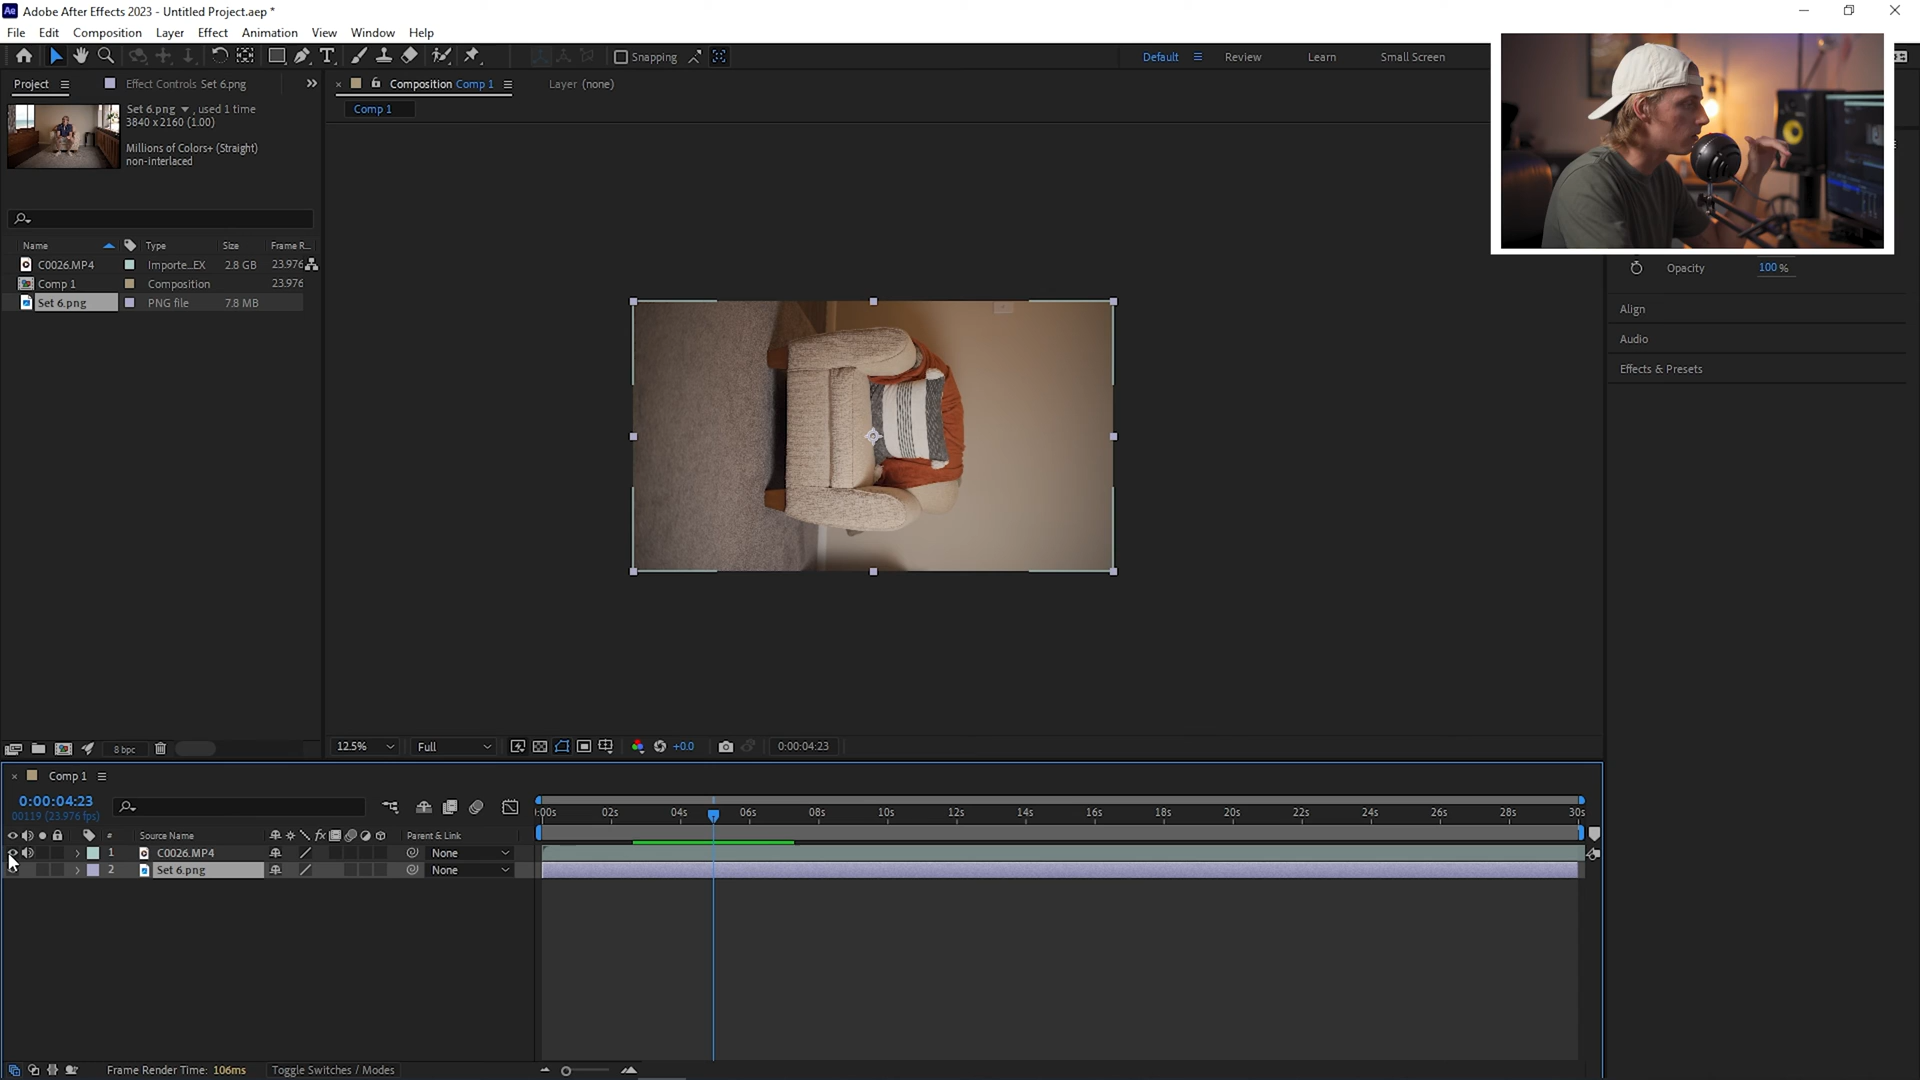 Ae Adobe After Effects 2023 - Untitled Project.aep *
File Edit Composition Layer Effect Animation View Window Help
Snapping
Default Review Learn Small Screen
Project Effect Controls Set 6.png
Composition Comp 1
Layer (none)
Comp 1
Set 6.png , used 1 time
3840 x 2160 (1.00)
Millions of Colors+ (Straight)
non-interlaced
Name Type Size Frame R...
C0026.MP4 Importe...EX 2.8 GB 23.976
Comp 1 Composition 23.976
Set 6.png PNG file 7.8 MB
Opacity 100 %
Align
Audio
Effects & Presets
8 bpc
12.5% Full +0.0 0:00:04:23
Comp 1
0:00:04:23
00119 (23.976 fps)
:00s 02s 04s 06s 08s 10s 12s 14s 16s 18s 20s 22s 24s 26s 28s 30s
# Source Name fx Parent & Link
1 C0026.MP4 None
2 Set 6.png None
Frame Render Time: 106ms Toggle Switches / Modes